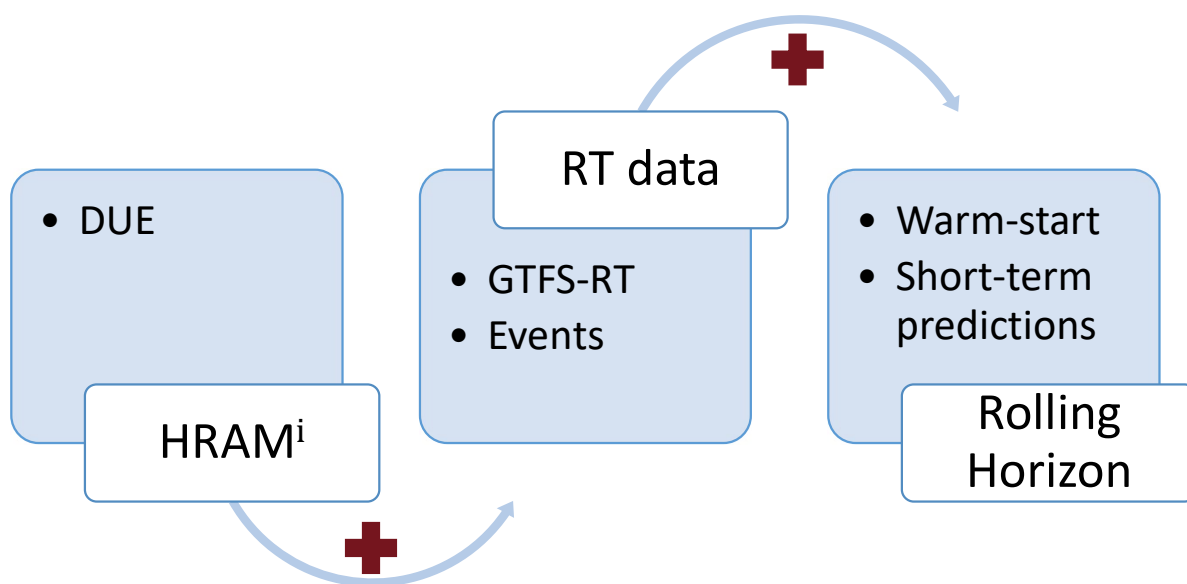 • DUE
HRAMⁱ
RT data
• GTFS-RT
• Events
• Warm-start
• Short-term
predictions
Rolling
Horizon